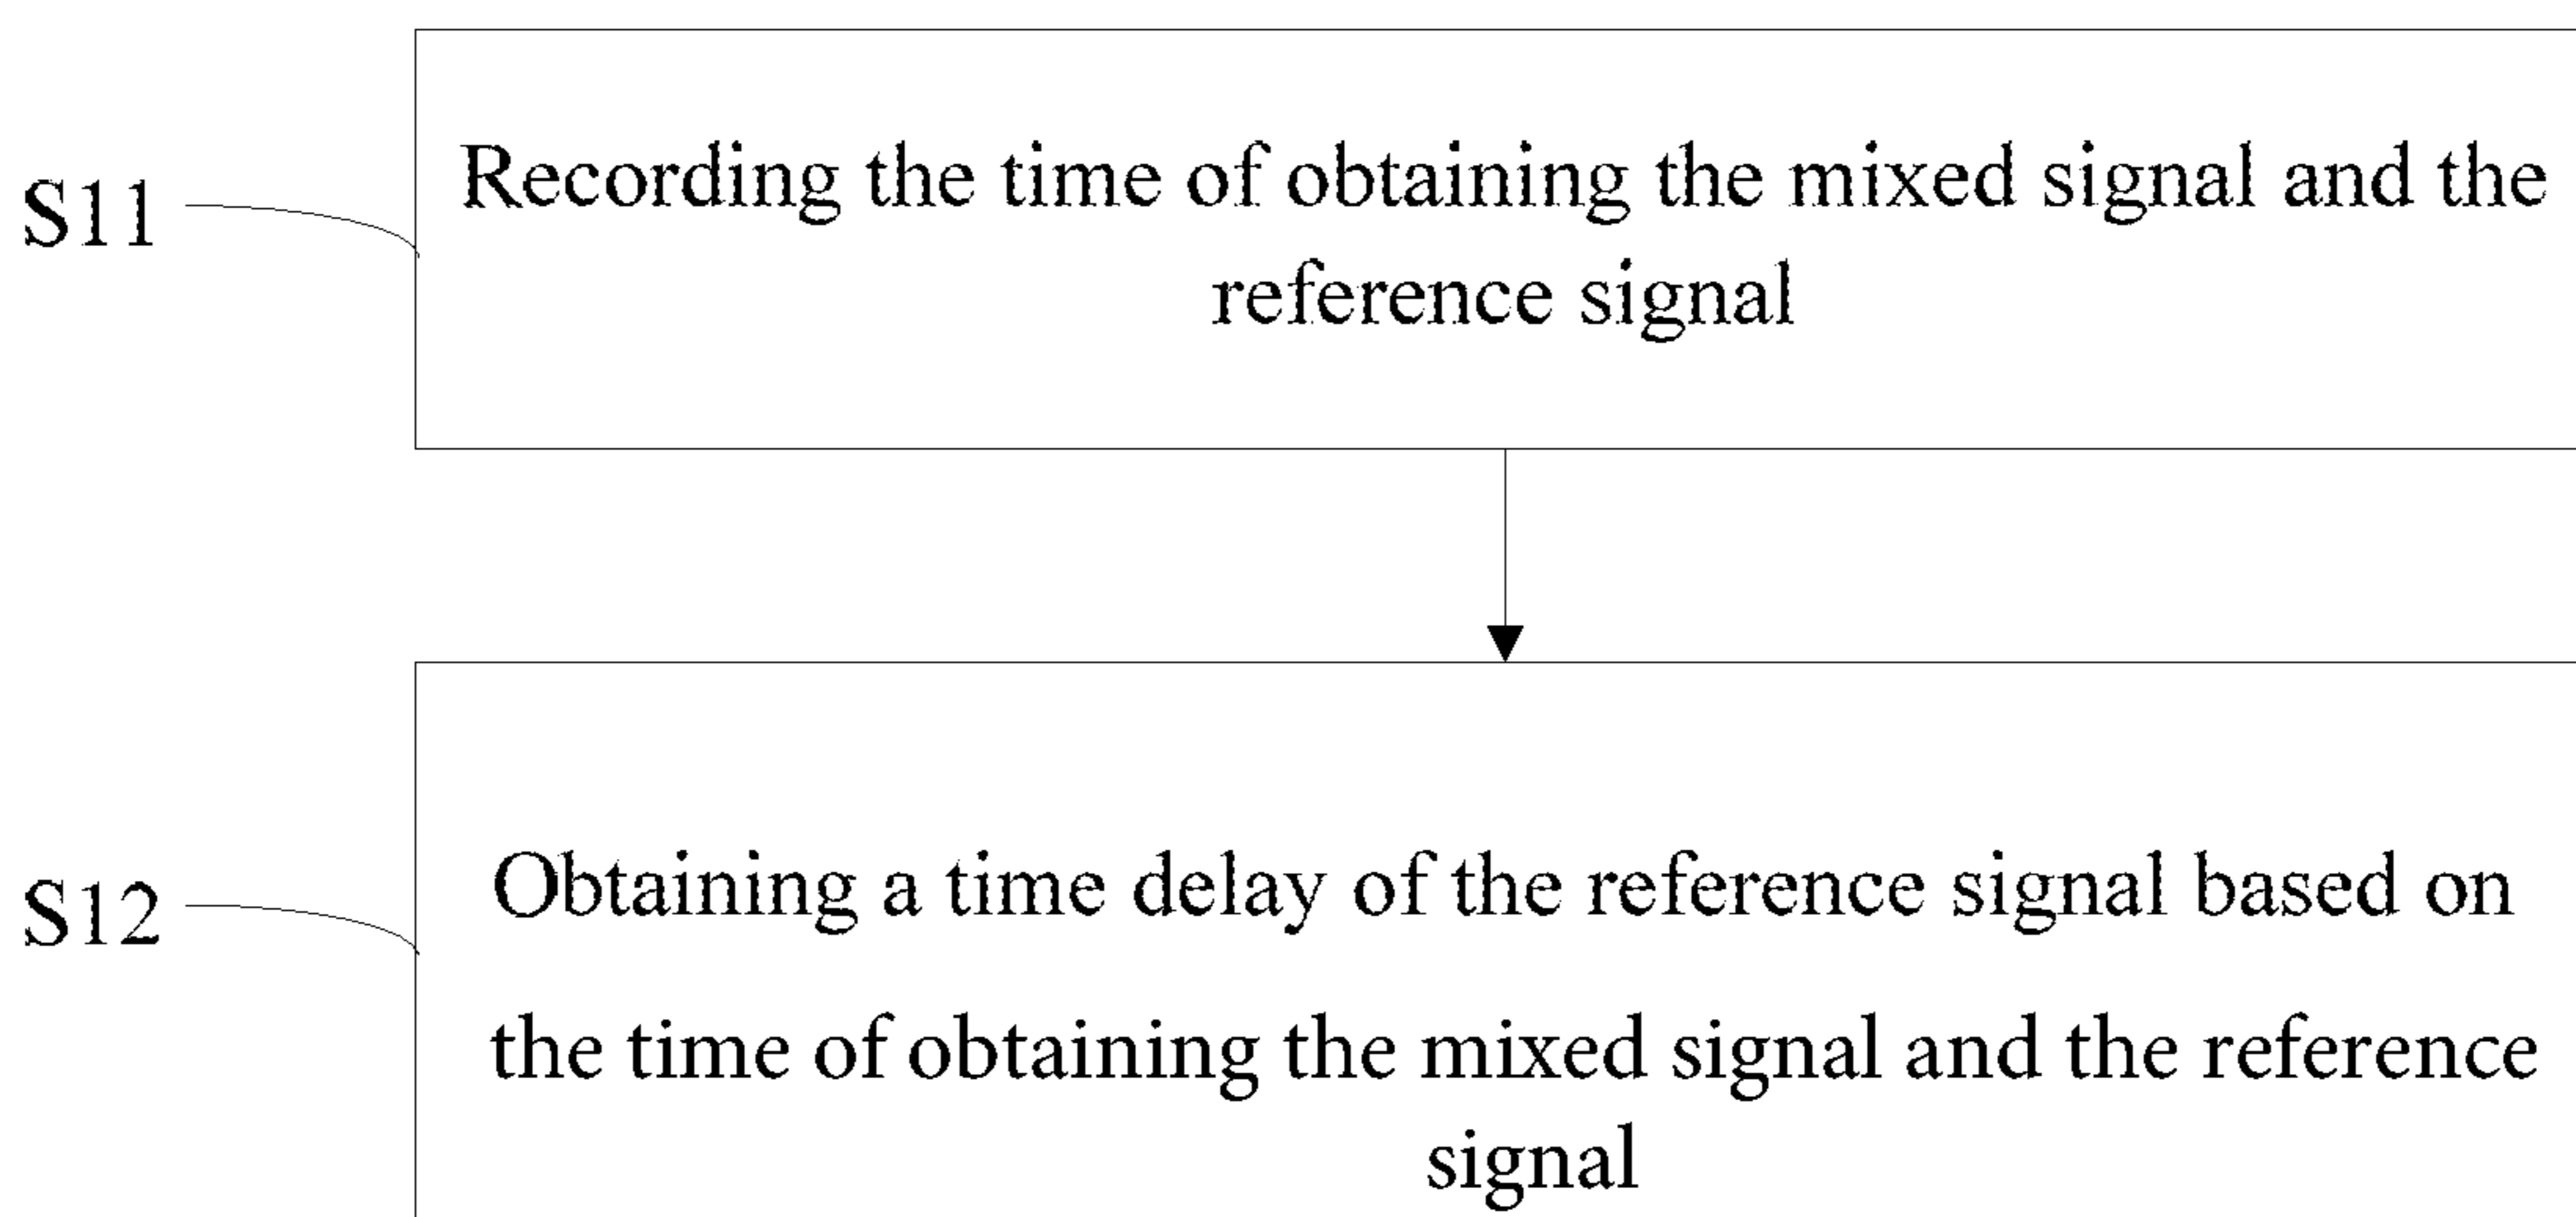 S11
Recording the time of obtaining the mixed signal and the
reference signal
S12
Obtaining a time delay of the reference signal based on
the time of obtaining the mixed signal and the reference
signal